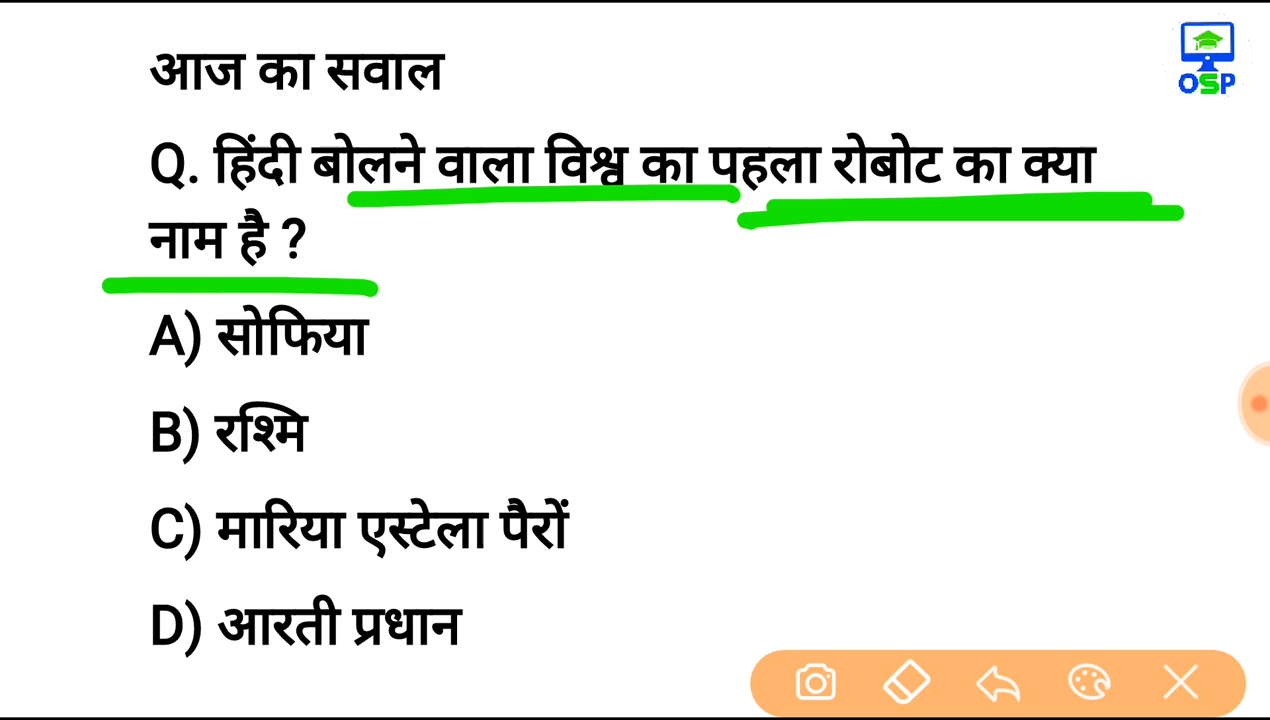 आज का सवाल
OSP
Q. हिंदी बोलने वाला विश्व का पहला रोबोट का क्या
नाम है ?
A) सोफिया
B) रश्मि
C) मारिया एस्टेला पैरों
D) आरती प्रधान